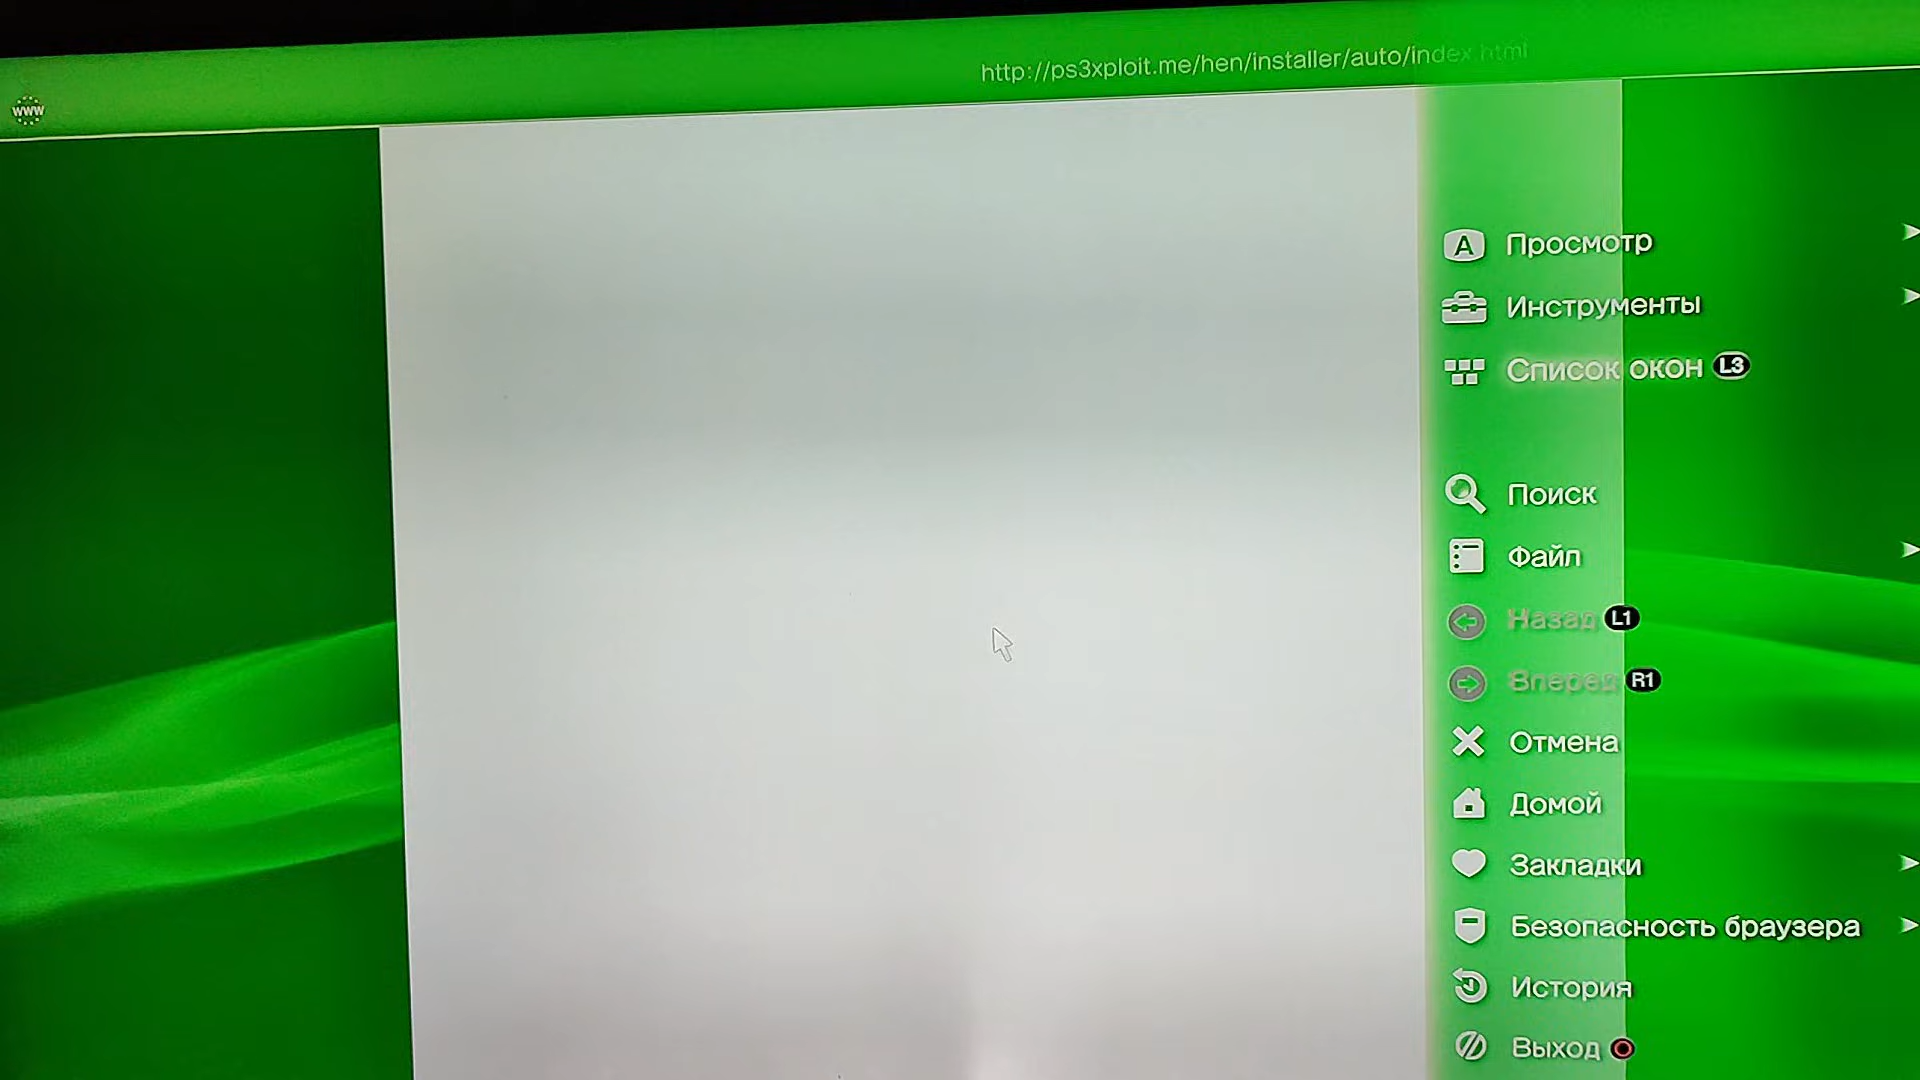 http://ps3xploit.me/hen/installer/auto/index.html
www
A Просмотр
Инструменты
Список окон L3
Поиск
Файл
Назад L1
Вперед R1
Отмена
Домой
Закладки
Безопасность браузера
История
Выход